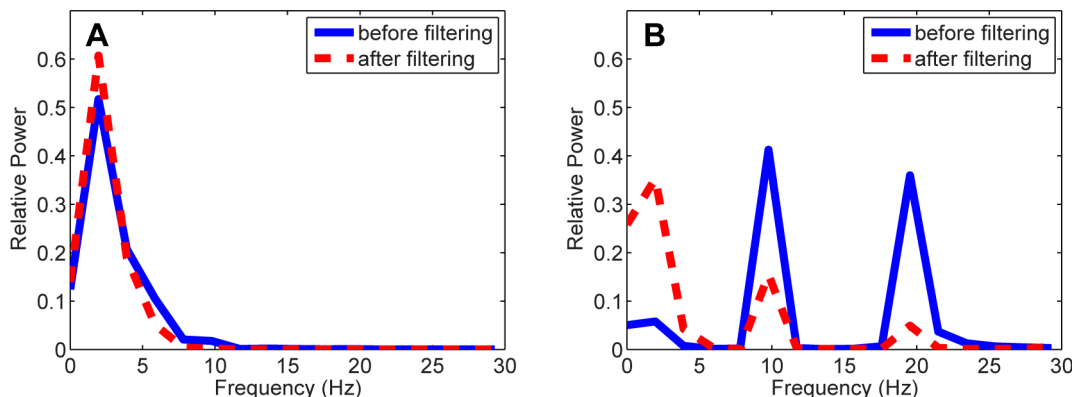 A
before filtering
after filtering
Relative Power
0.6
0.5
0.4
0.3
0.2
0.1
0
0 5 10 15 20 25 30
Frequency (Hz)
B
before filtering
after filtering
Relative Power
0.6
0.5
0.4
0.3
0.2
0.1
0
0 5 10 15 20 25 30
Frequency (Hz)